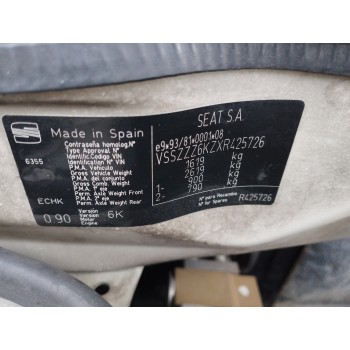 SEAT S.A.
Made in Spain
Contraseña homolog.Nº
Type Approval Nº
e9*93/81*0001*08
Identific.Codigo VIN
Identification Nº VIN
VSSZZZ6KZXR425726
6355
P.M.A. Vehiculo
Gross Vehicle Weight
1619 kg
P.M.A. del conjunto
Gross Comb. Weight
2619 kg
P.M.A. 1º eje
Perm. Axle Weight Front
1- 900 kg
P.M.A. 2º eje
Perm. Axle Weight Rear
2- 790 kg
ECHK
0.90
Version
Version
6K
Motor
Engine
Nº para Recambio
Nº for Spares
R425726